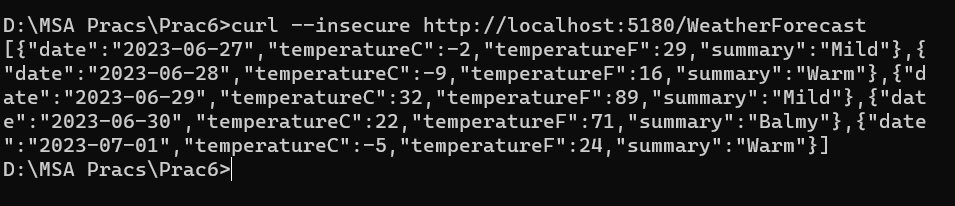 D:\MSA Pracs\Prac6>curl --insecure http://localhost:5180/WeatherForecast
[{"date":"2023-06-27","temperatureC":-2,"temperatureF":29,"summary":"Mild"},{
"date":"2023-06-28","temperatureC":-9,"temperatureF":16,"summary":"Warm"},{"d
ate":"2023-06-29","temperatureC":32,"temperatureF":89,"summary":"Mild"},{"dat
e":"2023-06-30","temperatureC":22,"temperatureF":71,"summary":"Balmy"},{"date
":"2023-07-01","temperatureC":-5,"temperatureF":24,"summary":"Warm"}]
D:\MSA Pracs\Prac6>